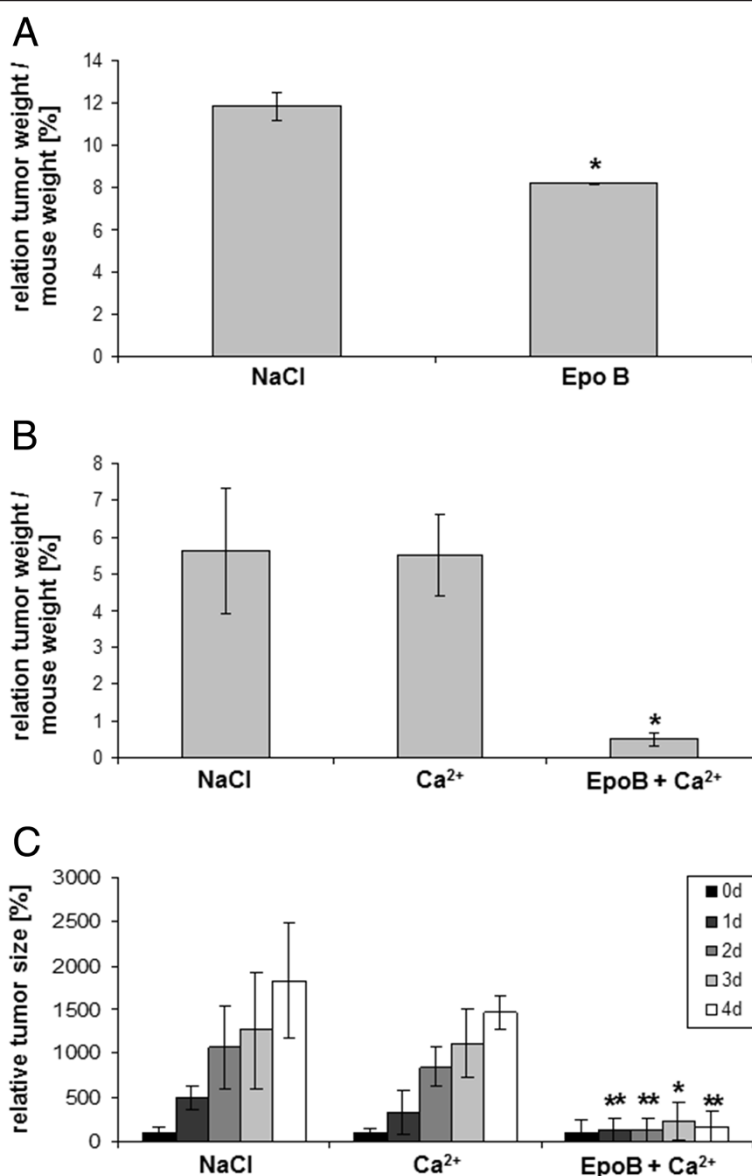 A
relation tumor weight /
mouse weight [%]
14
12
10
8
6
4
2
0
*
NaCl
Epo B
B
relation tumor weight /
mouse weight [%]
8
7
6
5
4
3
2
1
0
*
NaCl
Ca²⁺
EpoB + Ca²⁺
C
relative tumor size [%]
3000
2500
2000
1500
1000
500
0
0d
1d
2d
3d
4d
** ** * **
NaCl
Ca²⁺
EpoB + Ca²⁺